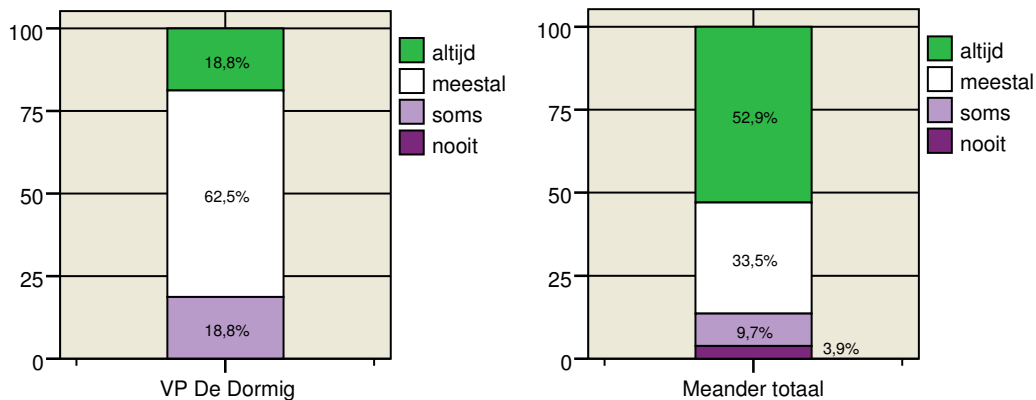 100
75
50
25
0
18,8%
62,5%
18,8%
VP De Dormig
altijd
meestal
soms
nooit
100
75
50
25
0
52,9%
33,5%
9,7%
3,9%
Meander totaal
altijd
meestal
soms
nooit